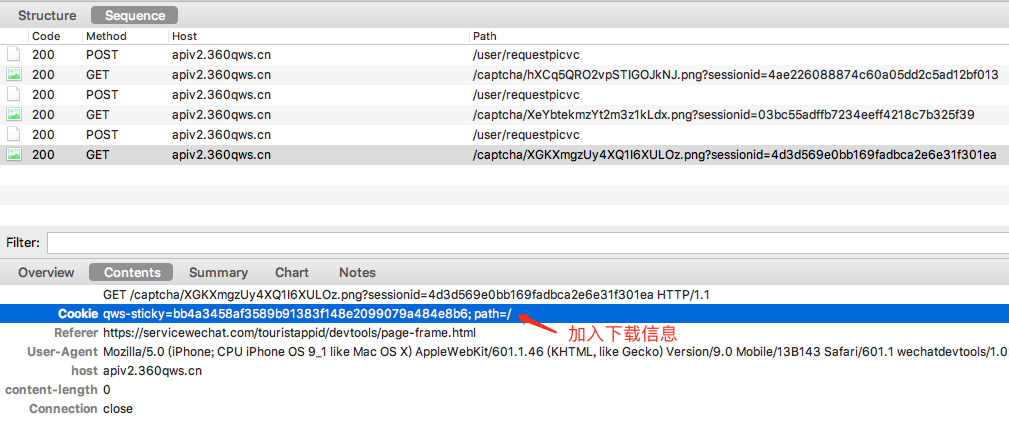 Structure Sequence
Code Method Host Path
200 POST apiv2.360qws.cn /user/requestpicvc
200 GET apiv2.360qws.cn /captcha/hXCq5QRO2vpSTIGOJkNJ.png?sessionid=4ae226088874c60a05dd2c5ad12bf013
200 POST apiv2.360qws.cn /user/requestpicvc
200 GET apiv2.360qws.cn /captcha/XeYbtekmzYt2m3z1kLdx.png?sessionid=03bc55adffb7234eeff4218c7b325f39
200 POST apiv2.360qws.cn /user/requestpicvc
200 GET apiv2.360qws.cn /captcha/XGKXmgzUy4XQ1I6XULOz.png?sessionid=4d3d569e0bb169fadbca2e6e31f301ea
Filter:
Overview Contents Summary Chart Notes
GET /captcha/XGKXmgzUy4XQ1I6XULOz.png?sessionid=4d3d569e0bb169fadbca2e6e31f301ea HTTP/1.1
Cookie qws-sticky=bb4a3458af3589b91383f148e2099079a484e8b6; path=/
加入下载信息
Referer https://servicewechat.com/touristappid/devtools/page-frame.html
User-Agent Mozilla/5.0 (iPhone; CPU iPhone OS 9_1 like Mac OS X) AppleWebKit/601.1.46 (KHTML, like Gecko) Version/9.0 Mobile/13B143 Safari/601.1 wechatdevtools/1.0
host apiv2.360qws.cn
content-length 0
Connection close